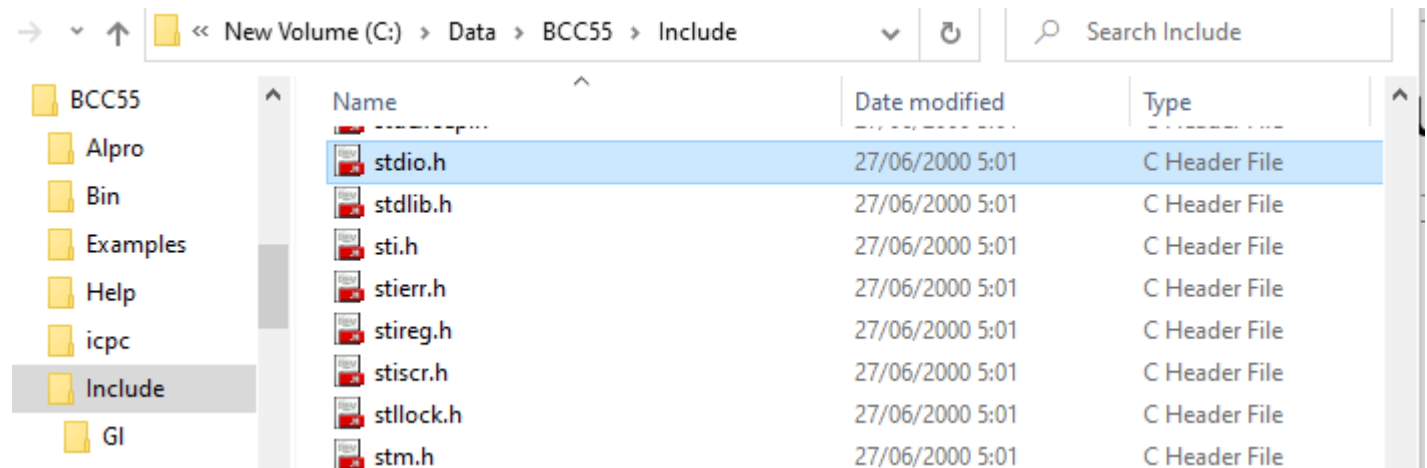 « New Volume (C:) > Data > BCC55 > Include Search Include
BCC55
Alpro
Bin
Examples
Help
icpc
Include
GI
Name Date modified Type
stdio.h 27/06/2000 5:01 C Header File
stdlib.h 27/06/2000 5:01 C Header File
sti.h 27/06/2000 5:01 C Header File
stierr.h 27/06/2000 5:01 C Header File
stireg.h 27/06/2000 5:01 C Header File
stiscr.h 27/06/2000 5:01 C Header File
stllock.h 27/06/2000 5:01 C Header File
stm.h 27/06/2000 5:01 C Header File